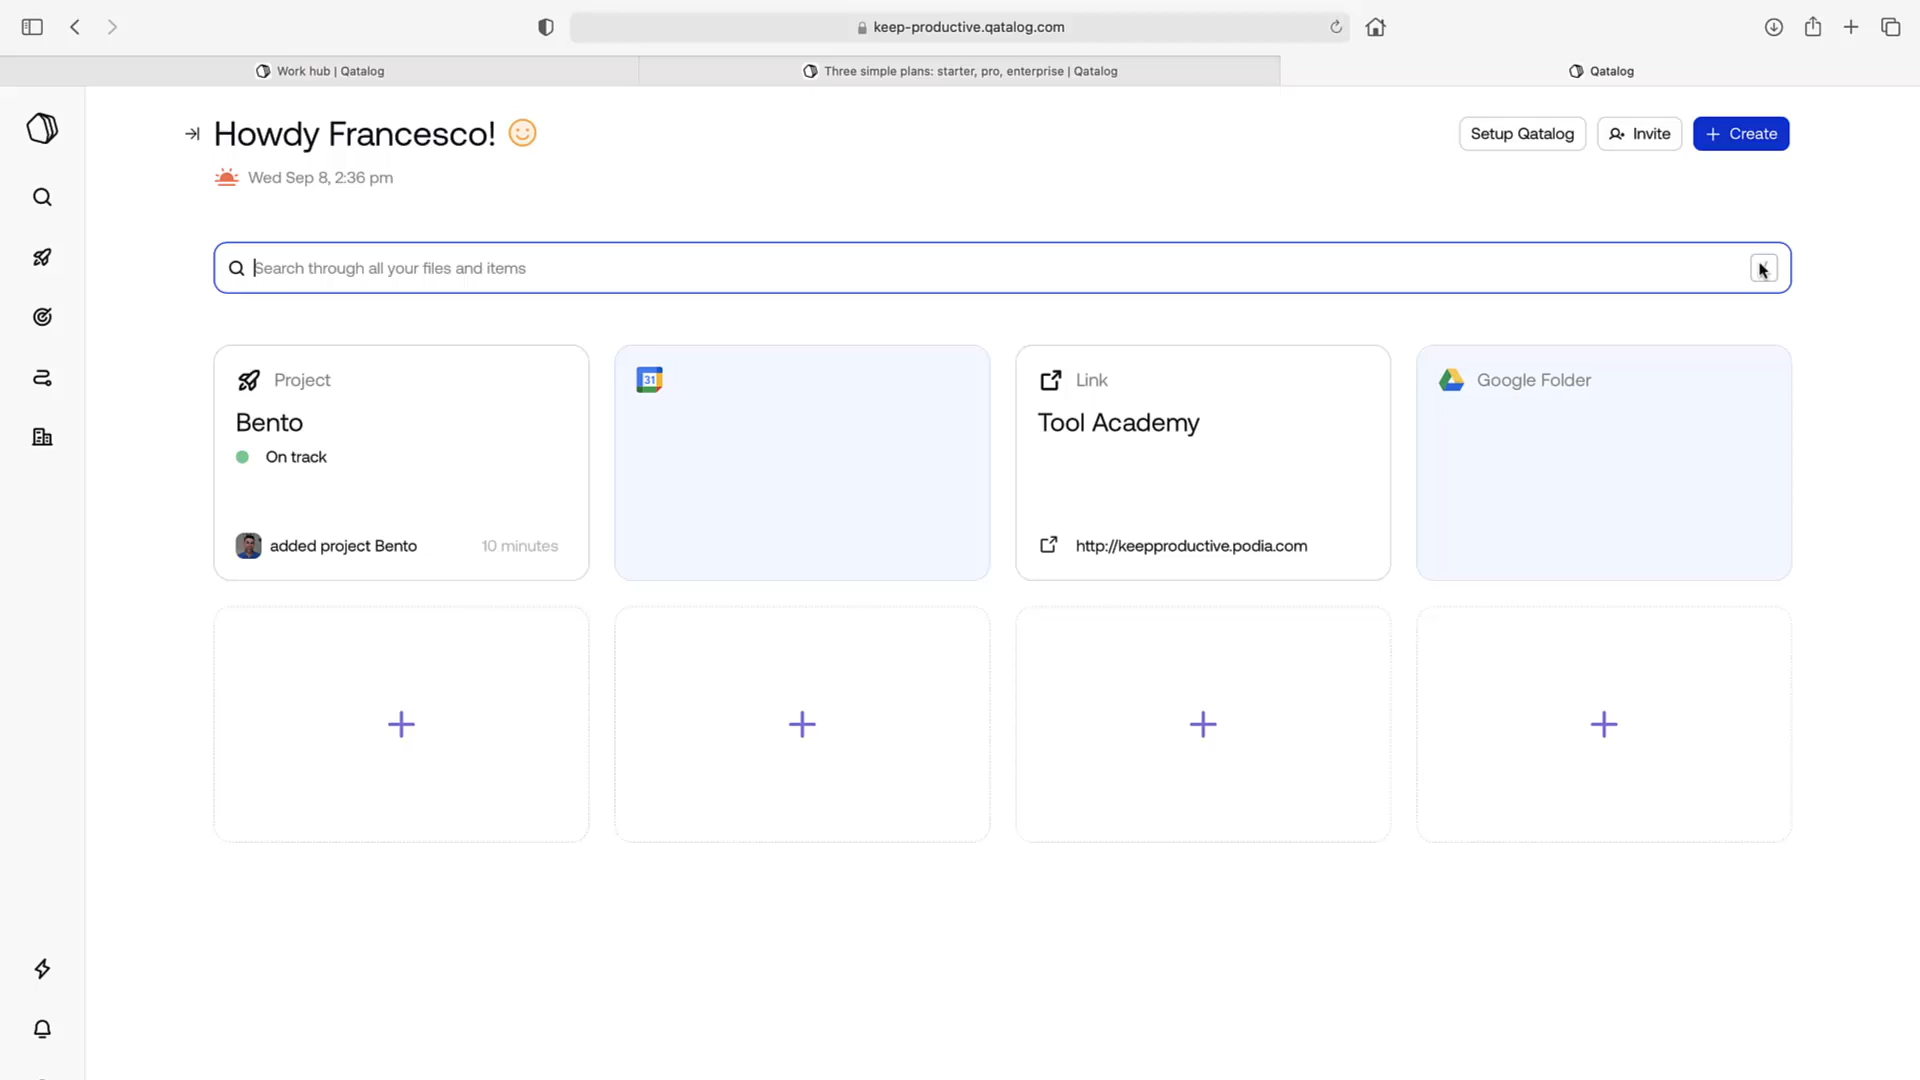 keep-productive.qatalog.com
Work hub | Qatalog
Three simple plans: starter, pro, enterprise | Qatalog
Qatalog
Howdy Francesco!
Setup Qatalog
Invite
Create
Wed Sep 8, 2:36 pm
Search through all your files and items
Project
31
Link
Google Folder
Bento
Tool Academy
On track
added project Bento
10 minutes
http://keepproductive.podia.com